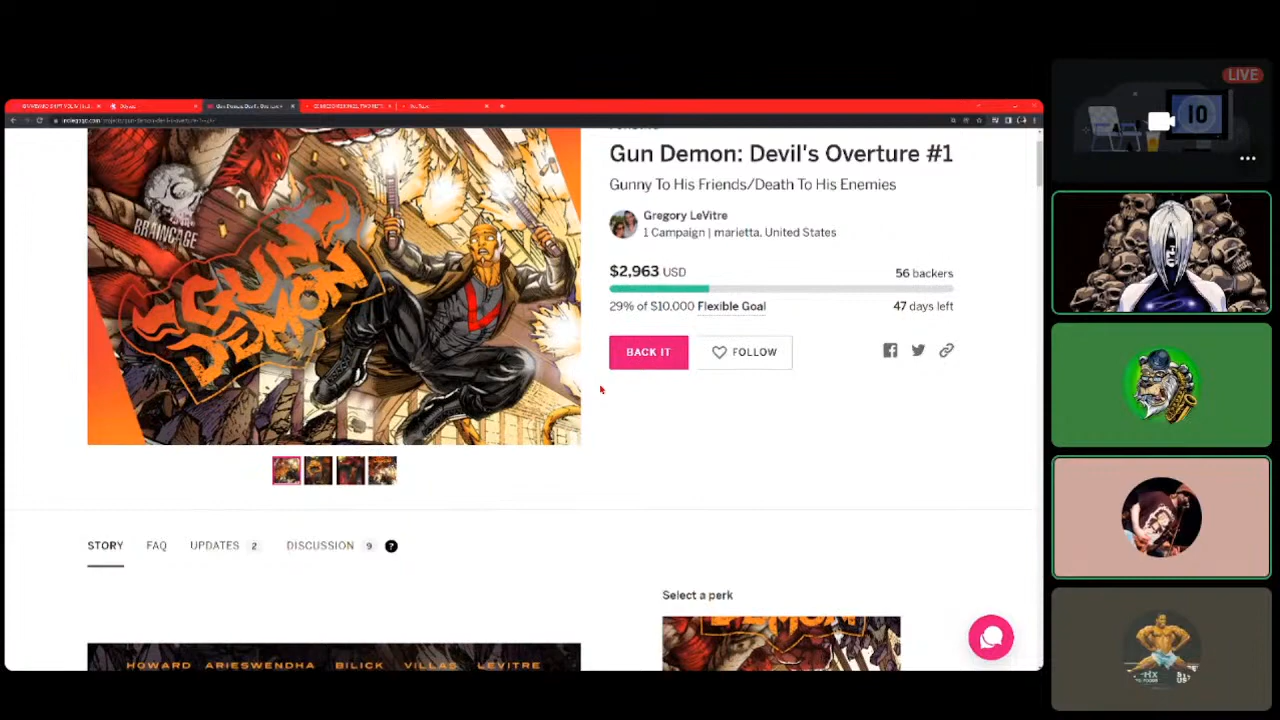 LIVE
10
Gun Demon: Devil's Overture #1
Gunny To His Friends/Death To His Enemies
BRAINCAGE
GUN
DEMON
Gregory LeVitre
1 Campaign | marietta, United States
$2,963 USD
56 backers
29% of $10,000 Flexible Goal
47 days left
BACK IT
FOLLOW
STORY
FAQ
UPDATES 2
DISCUSSION 9 ?
Select a perk
DEMON
HOWARD ARIESWENDHA BILICK VILLAS LEVITRE